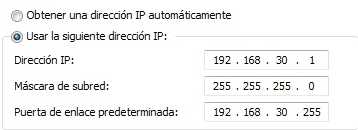 Obtener una dirección IP automáticamente
Usar la siguiente dirección IP:
Dirección IP: 192 . 168 . 30 . 1
Máscara de subred: 255 . 255 . 255 . 0
Puerta de enlace predeterminada: 192 . 168 . 30 . 255